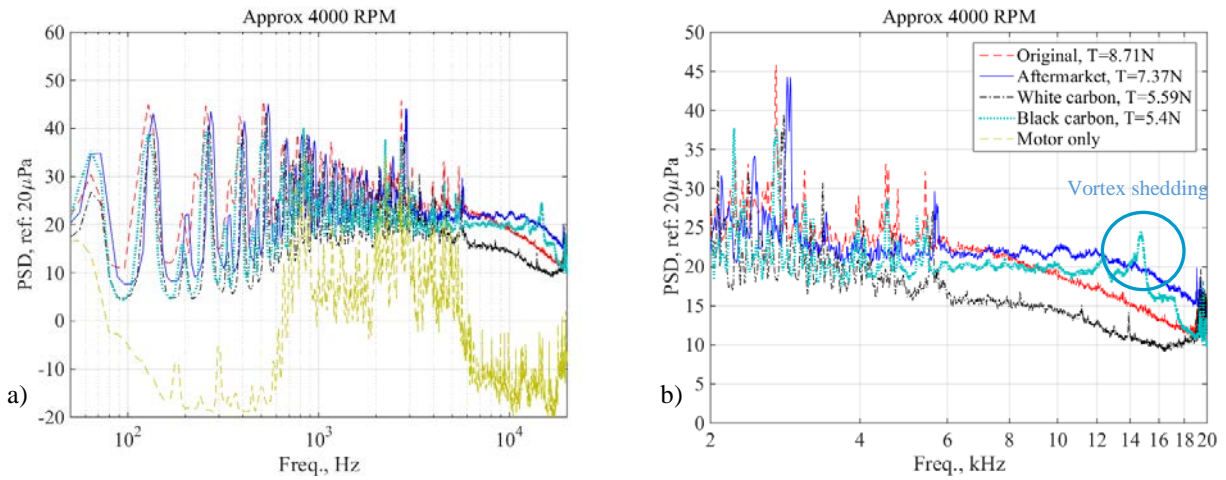 Approx 4000 RPM
60
50
40
30
20
10
0
-10
-20
PSD, ref: 20μPa
10²
10³
10⁴
Freq., Hz
a)
Approx 4000 RPM
50
45
40
35
30
25
20
15
10
5
0
PSD, ref: 20μPa
Original, T=8.71N
Aftermarket, T=7.37N
White carbon, T=5.59N
Black carbon, T=5.4N
Motor only
Vortex shedding
2 4 6 8 10 12 14 16 18 20
Freq., kHz
b)